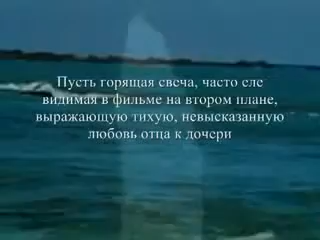 Пусть горящая свеча, часто еле
видимая в фильме на втором плане,
выражающую тихую, невысказанную
любовь отца к дочери